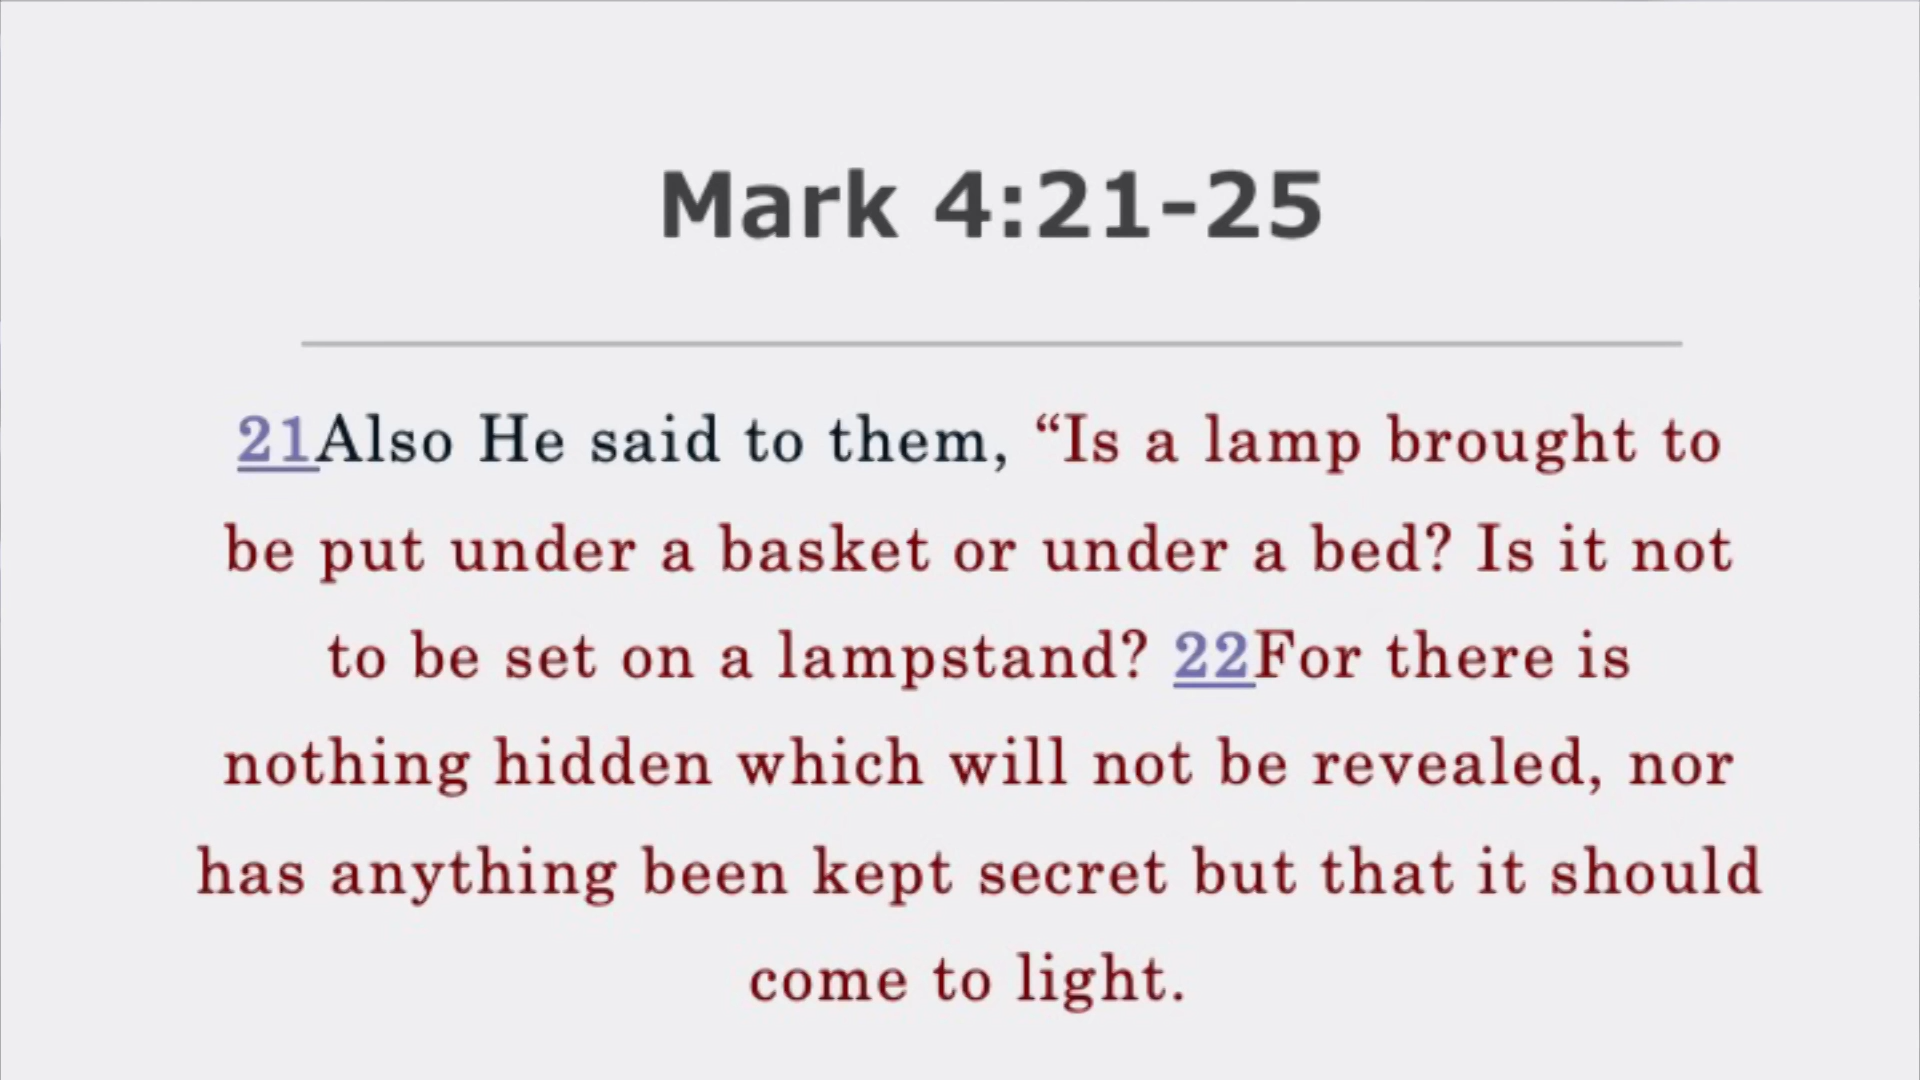 Mark 4:21-25
21Also He said to them, “Is a lamp brought to
be put under a basket or under a bed? Is it not
to be set on a lampstand? 22For there is
nothing hidden which will not be revealed, nor
has anything been kept secret but that it should
come to light.